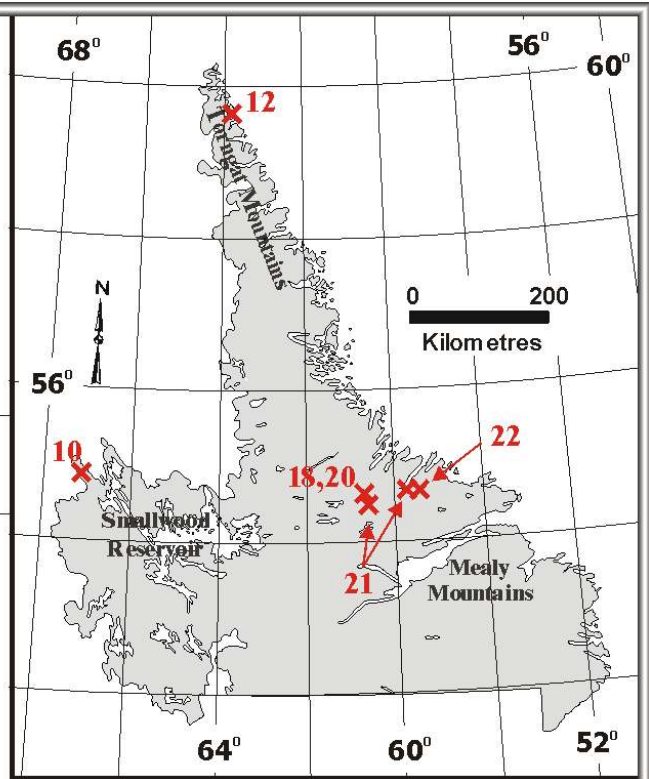 68°
56°
60°
12
Torngat Mountains
N
0 200
Kilometres
56°
10
22
18,20
Smallwood
Reservoir
21
Mealy
Mountains
64°
60°
52°